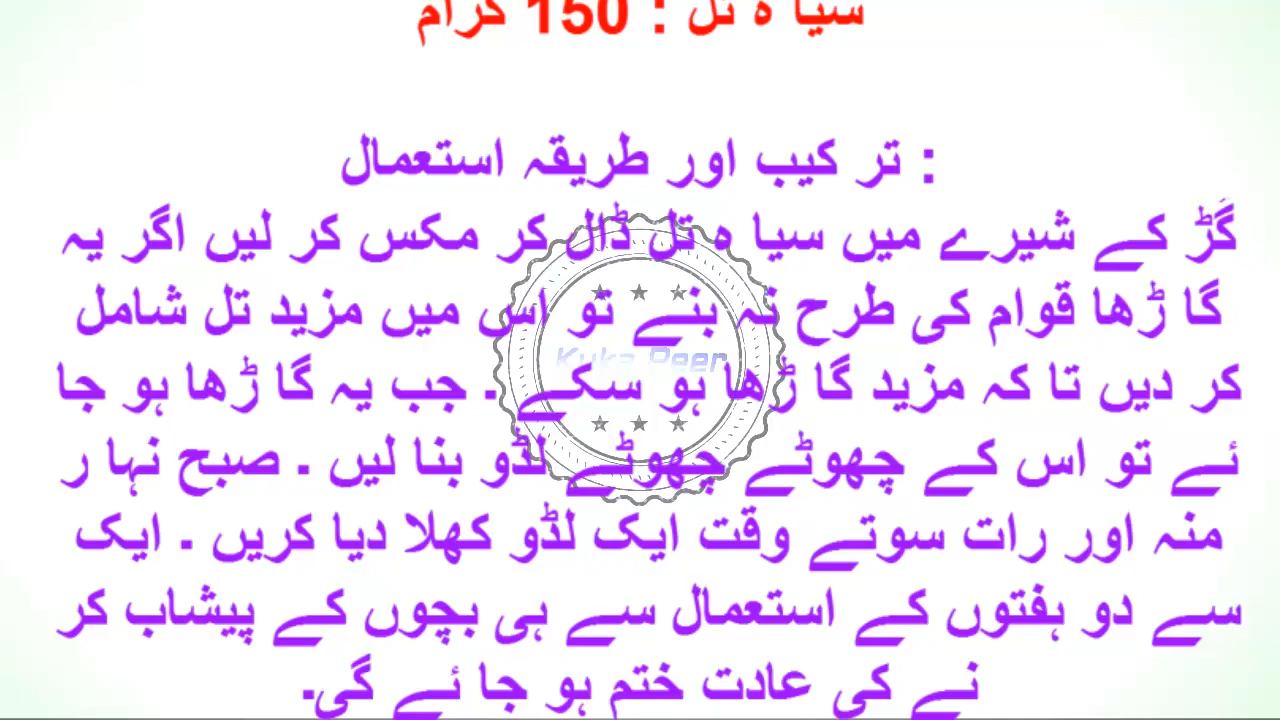 سیا ہ تل : 150 گرام
تر کیب اور طریقہ استعمال :
گَڑ کے شیرے میں سیا ہ تل ڈال کر مکس کر لیں اگر یہ
گا ڑھا قوام کی طرح نہ بنے تو اس میں مزید تل شامل
کر دیں تا کہ مزید گا ڑھا ہو سکے . جب یہ گا ڑھا ہو جا
ئے تو اس کے چھوٹے چھوٹے لڈو بنا لیں . صبح نہا ر
منہ اور رات سوتے وقت ایک لڈو کھلا دیا کریں . ایک
سے دو ہفتوں کے استعمال سے ہی بچوں کے پیشاب کر
نے کی عادت ختم ہو جا ئے گی.
Kuka Peer